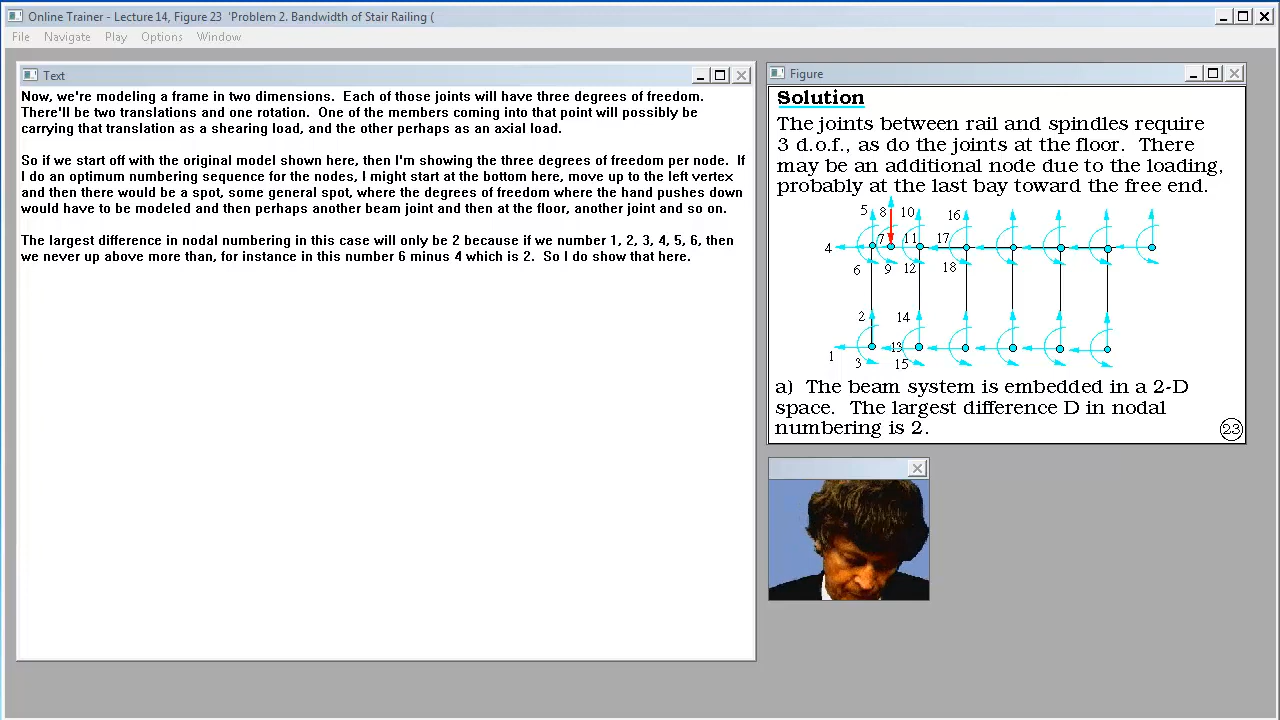 Online Trainer - Lecture 14, Figure 23 'Problem 2. Bandwidth of Stair Railing (
File Navigate Play Options Window
Text
Now, we're modeling a frame in two dimensions. Each of those joints will have three degrees of freedom.
There'll be two translations and one rotation. One of the members coming into that point will possibly be
carrying that translation as a shearing load, and the other perhaps as an axial load.
So if we start off with the original model shown here, then I'm showing the three degrees of freedom per node. If
I do an optimum numbering sequence for the nodes, I might start at the bottom here, move up to the left vertex
and then there would be a spot, some general spot, where the degrees of freedom where the hand pushes down
would have to be modeled and then perhaps another beam joint and then at the floor, another joint and so on.
The largest difference in nodal numbering in this case will only be 2 because if we number 1, 2, 3, 4, 5, 6, then
we never up above more than, for instance in this number 6 minus 4 which is 2. So I do show that here.
Figure
Solution
The joints between rail and spindles require
3 d.o.f., as do the joints at the floor. There
may be an additional node due to the loading,
probably at the last bay toward the free end.
5 8 10 16
4 7 11 17
6 9 12 18
2 14
1 13
3 15
a) The beam system is embedded in a 2-D
space. The largest difference D in nodal
numbering is 2.
23